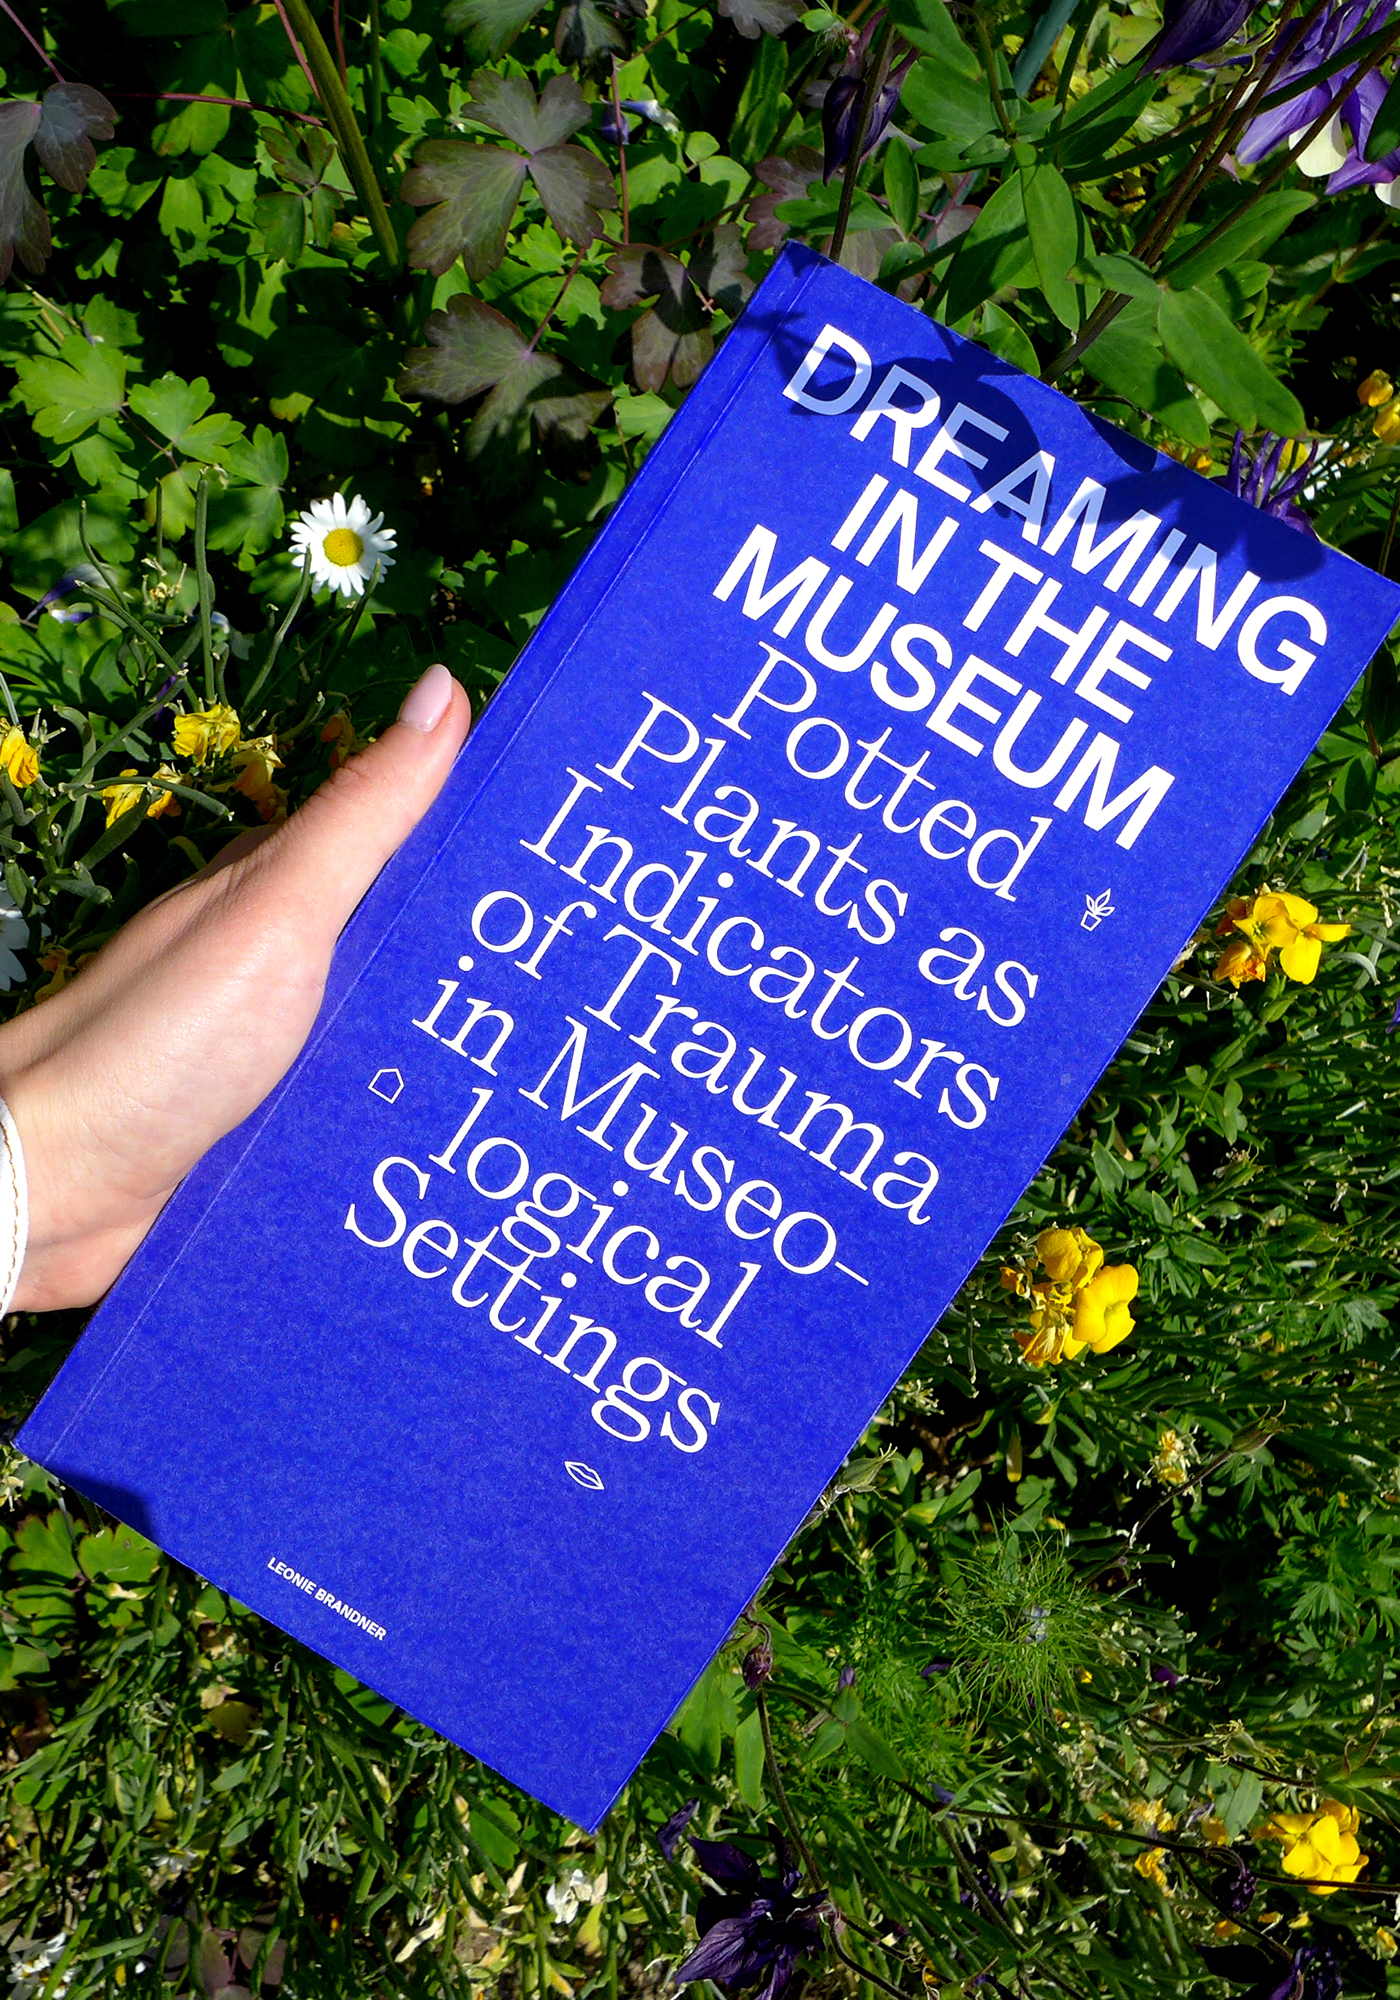 DREAMING
IN THE
MUSEUM
Potted
Plants as
Indicators
of Trauma
in Museo-
logical
Settings
LEONIE BRANDNER